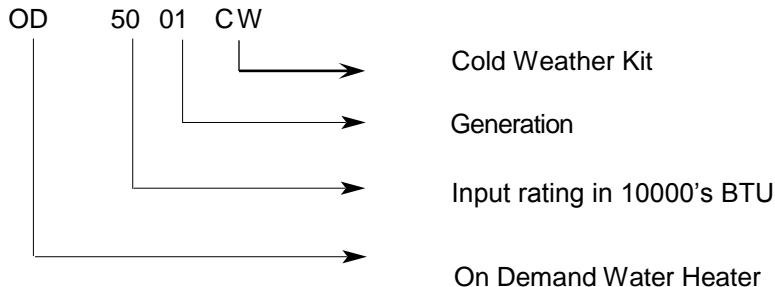 OD 50 01 CW
Cold Weather Kit
Generation
Input rating in 10000's BTU
On Demand Water Heater